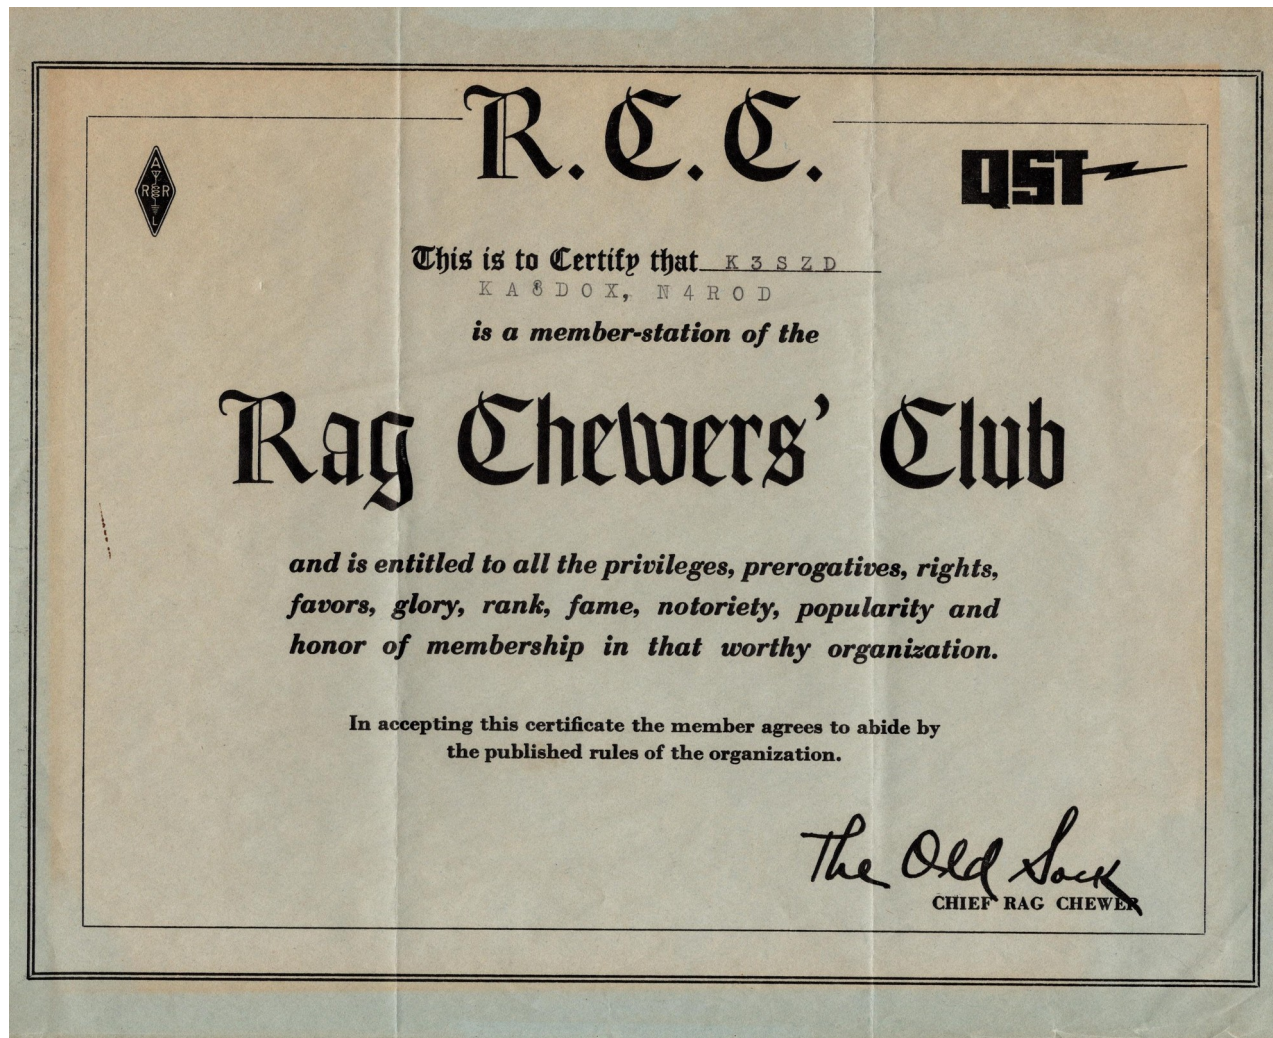 R.C.C.
A
R R
L
QST
This is to Certify that K3SZD
KA8DOX, N4ROD
is a member-station of the
Rag Chewers' Club
and is entitled to all the privileges, prerogatives, rights,
favors, glory, rank, fame, notoriety, popularity and
honor of membership in that worthy organization.
In accepting this certificate the member agrees to abide by
the published rules of the organization.
The Old Sock
CHIEF RAG CHEWER